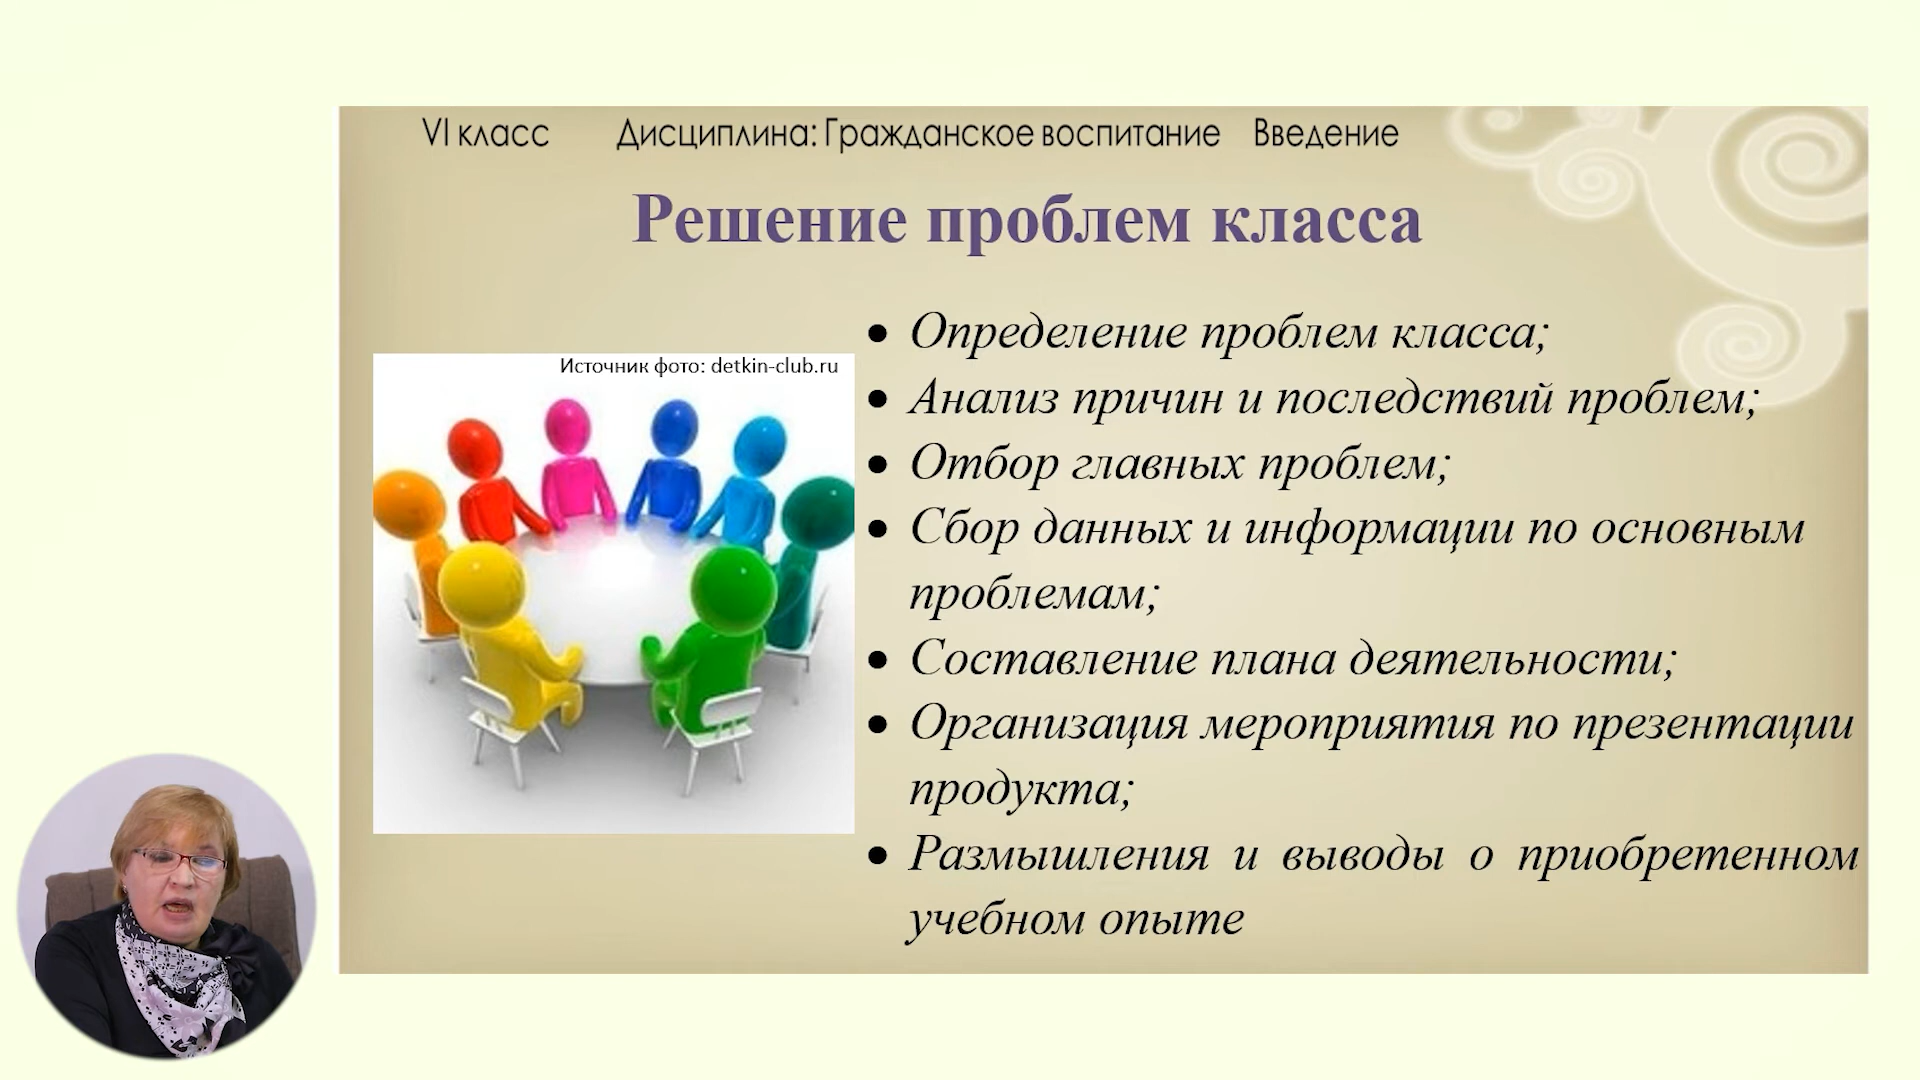 VI класс Дисциплина: Гражданское воспитание Введение
Решение проблем класса
Источник фото: detkin-club.ru
• Определение проблем класса;
• Анализ причин и последствий проблем;
• Отбор главных проблем;
• Сбор данных и информации по основным
проблемам;
• Составление плана деятельности;
• Организация мероприятия по презентации
продукта;
• Размышления и выводы о приобретенном
учебном опыте